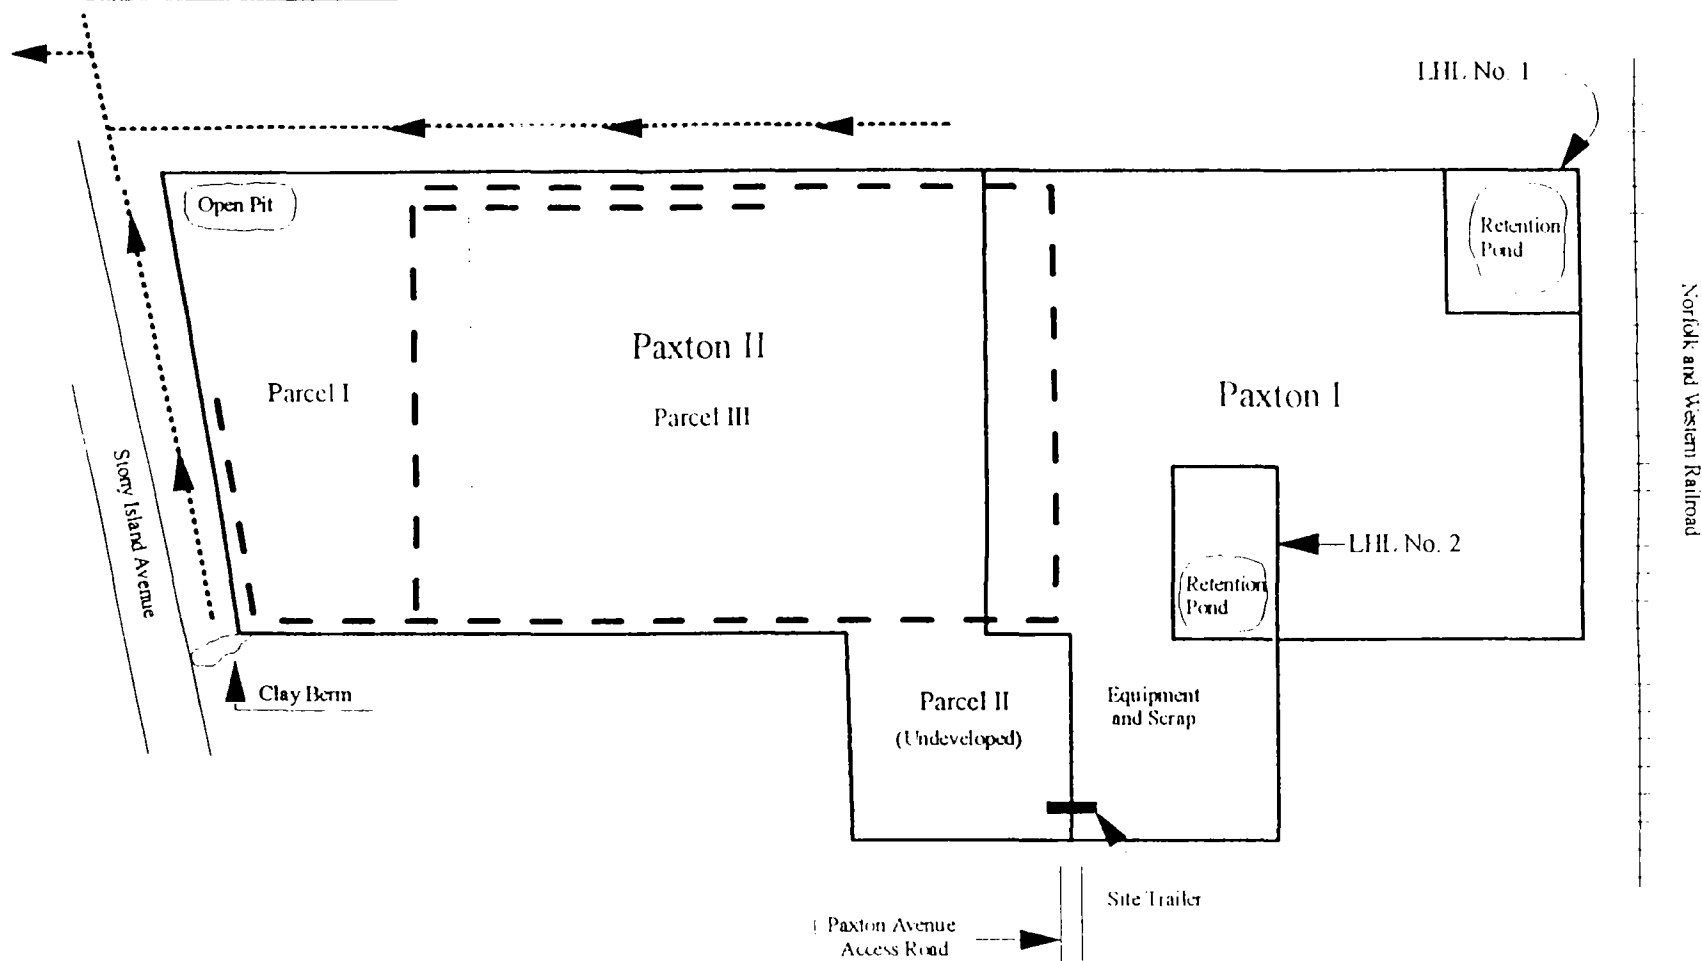 LHL No. 1
Open Pit
Retention
Pond
Paxton II
Parcel I
Parcel III
Paxton I
Norfolk and Western Railroad
Stony Island Avenue
LHL No. 2
Retention
Pond
Clay Berm
Parcel II
(Undeveloped)
Equipment
and Scrap
Site Trailer
Paxton Avenue
Access Road